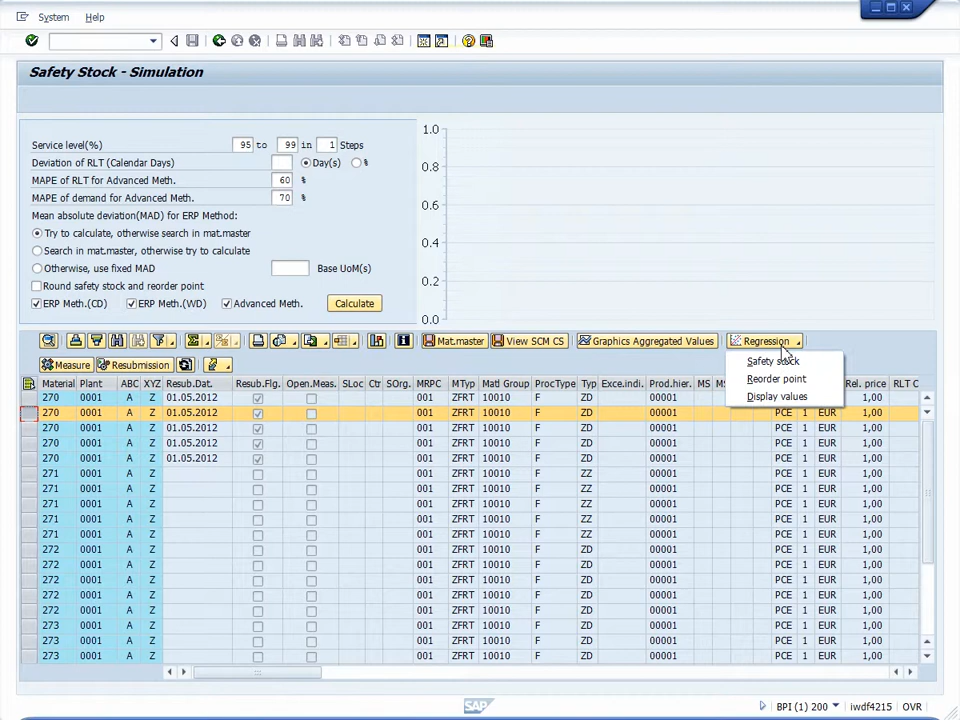 System Help
Safety Stock - Simulation
Service level(%) 95 to 99 in 1 Steps
Deviation of RLT (Calendar Days) Day(s) %
MAPE of RLT for Advanced Meth. 60 %
MAPE of demand for Advanced Meth. 70 %
Mean absolute deviation(MAD) for ERP Method:
Try to calculate, otherwise search in mat.master
Search in mat.master, otherwise try to calculate
Otherwise, use fixed MAD Base UoM(s)
Round safety stock and reorder point
ERP Meth.(CD) ERP Meth.(WD) Advanced Meth. Calculate
1.0
0.8
0.6
0.4
0.2
0.0
Mat.master View SCM CS Graphics Aggregated Values Regression
Safety stock
Reorder point
Display values
Measure Resubmission
Material Plant ABC XYZ Resub.Dat. Resub.Flg. Open.Meas. SLoc Ctr SOrg. MRPC MTyp Matl Group ProcType Typ Exce.indi. Prod.hier. MS Rel. price RLT C
270 0001 A Z 01.05.2012 001 ZFRT 10010 F ZD 00001 1,00
270 0001 A Z 01.05.2012 001 ZFRT 10010 F ZD 00001 PCE 1 EUR 1,00
270 0001 A Z 01.05.2012 001 ZFRT 10010 F ZD 00001 PCE 1 EUR 1,00
270 0001 A Z 01.05.2012 001 ZFRT 10010 F ZD 00001 PCE 1 EUR 1,00
270 0001 A Z 01.05.2012 001 ZFRT 10010 F ZD 00001 PCE 1 EUR 1,00
271 0001 A Z 001 ZFRT 10010 F ZZ 00001 PCE 1 EUR 1,00
271 0001 A Z 001 ZFRT 10010 F ZZ 00001 PCE 1 EUR 1,00
271 0001 A Z 001 ZFRT 10010 F ZZ 00001 PCE 1 EUR 1,00
271 0001 A Z 001 ZFRT 10010 F ZZ 00001 PCE 1 EUR 1,00
271 0001 A Z 001 ZFRT 10010 F ZZ 00001 PCE 1 EUR 1,00
272 0001 A Z 001 ZFRT 10010 F ZD 00001 PCE 1 EUR 1,00
272 0001 A Z 001 ZFRT 10010 F ZD 00001 PCE 1 EUR 1,00
272 0001 A Z 001 ZFRT 10010 F ZD 00001 PCE 1 EUR 1,00
272 0001 A Z 001 ZFRT 10010 F ZD 00001 PCE 1 EUR 1,00
272 0001 A Z 001 ZFRT 10010 F ZD 00001 PCE 1 EUR 1,00
273 0001 A Z 001 ZFRT 10010 F ZD 00001 PCE 1 EUR 1,00
273 0001 A Z 001 ZFRT 10010 F ZD 00001 PCE 1 EUR 1,00
273 0001 A Z 001 ZFRT 10010 F ZD 00001 PCE 1 EUR 1,00
SAP BPI (1) 200 iwdf4215 OVR